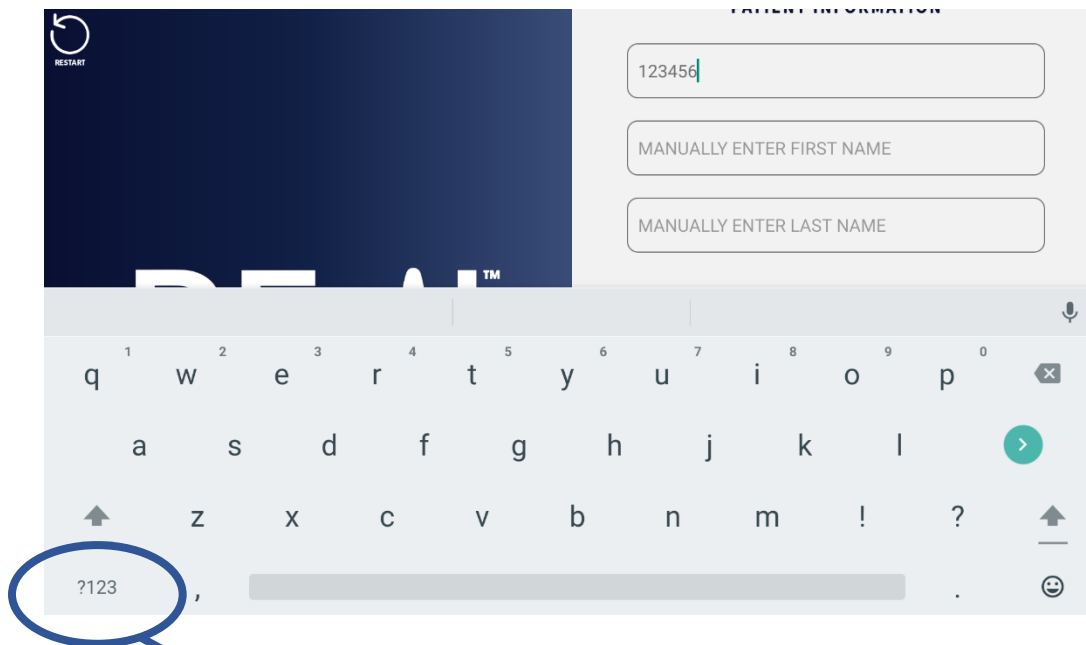 PATIENT INFORMATION
RESTART
123456
MANUALLY ENTER FIRST NAME
MANUALLY ENTER LAST NAME
™
1 2 3 4 5 6 7 8 9 0
q w e r t y u i o p
a s d f g h j k l
z x c v b n m ! ?
?123 , .